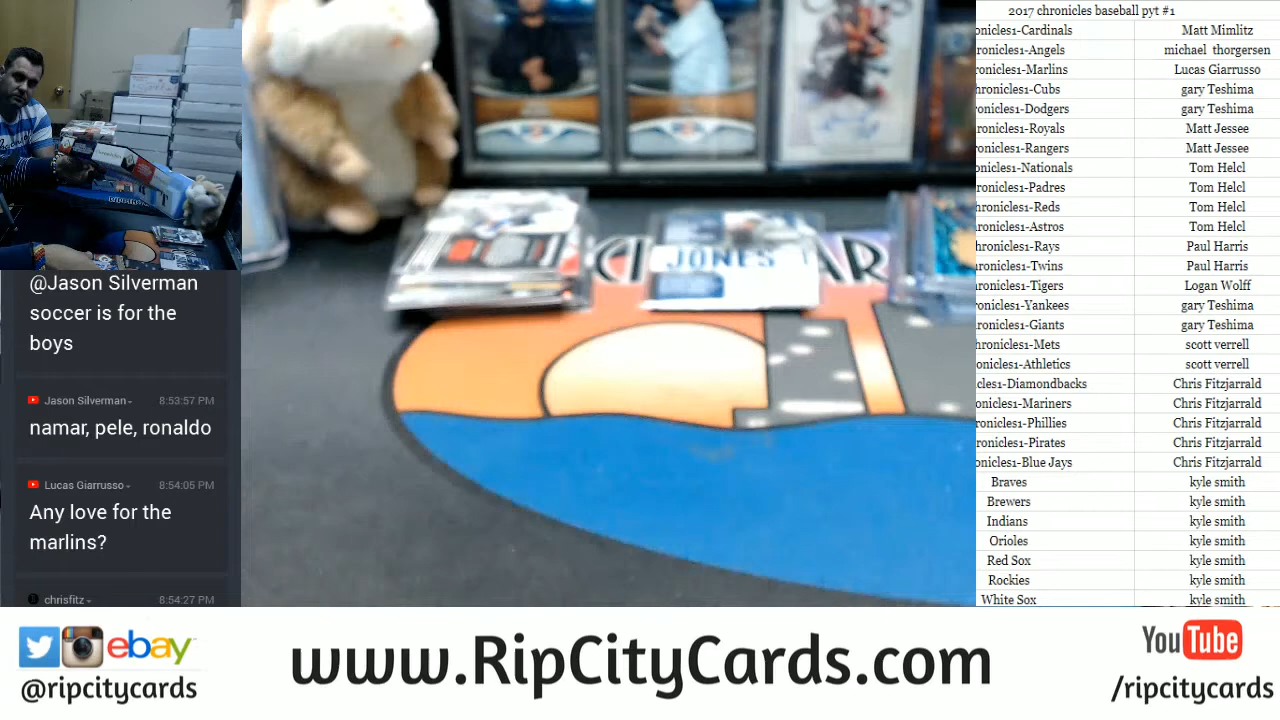 @Jason Silverman
soccer is for the
boys
Jason Silverman
8:53:57 PM
namar, pele, ronaldo
Lucas Giarrusso
8:54:05 PM
Any love for the
marlins?
chrisfitz
8:54:27 PM
JONES
2017 chronicles baseball pyt #1
onicles1-Cardinals Matt Mimlitz
ronicles1-Angels michael thorgersen
ronicles1-Marlins Lucas Giarrusso
hronicles1-Cubs gary Teshima
ronicles1-Dodgers gary Teshima
hronicles1-Royals Matt Jessee
ronicles1-Rangers Matt Jessee
onicles1-Nationals Tom Helcl
ronicles1-Padres Tom Helcl
hronicles1-Reds Tom Helcl
ronicles1-Astros Tom Helcl
hronicles1-Rays Paul Harris
hronicles1-Twins Paul Harris
ronicles1-Tigers Logan Wolff
ronicles1-Yankees gary Teshima
ronicles1-Giants gary Teshima
hronicles1-Mets scott verrell
onicles1-Athletics scott verrell
cles1-Diamondbacks Chris Fitzjarrald
onicles1-Mariners Chris Fitzjarrald
ronicles1-Phillies Chris Fitzjarrald
ronicles1-Pirates Chris Fitzjarrald
onicles1-Blue Jays Chris Fitzjarrald
Braves kyle smith
Brewers kyle smith
Indians kyle smith
Orioles kyle smith
Red Sox kyle smith
Rockies kyle smith
White Sox kyle smith
ebay
@ripcitycards
www.RipCityCards.com
YouTube
/ripcitycards